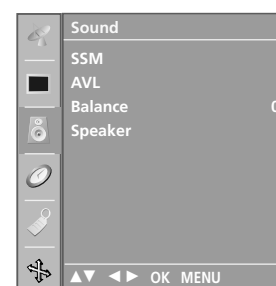 Sound
SSM
AVL
Balance 0
Speaker
▲▼ ◄► OK MENU